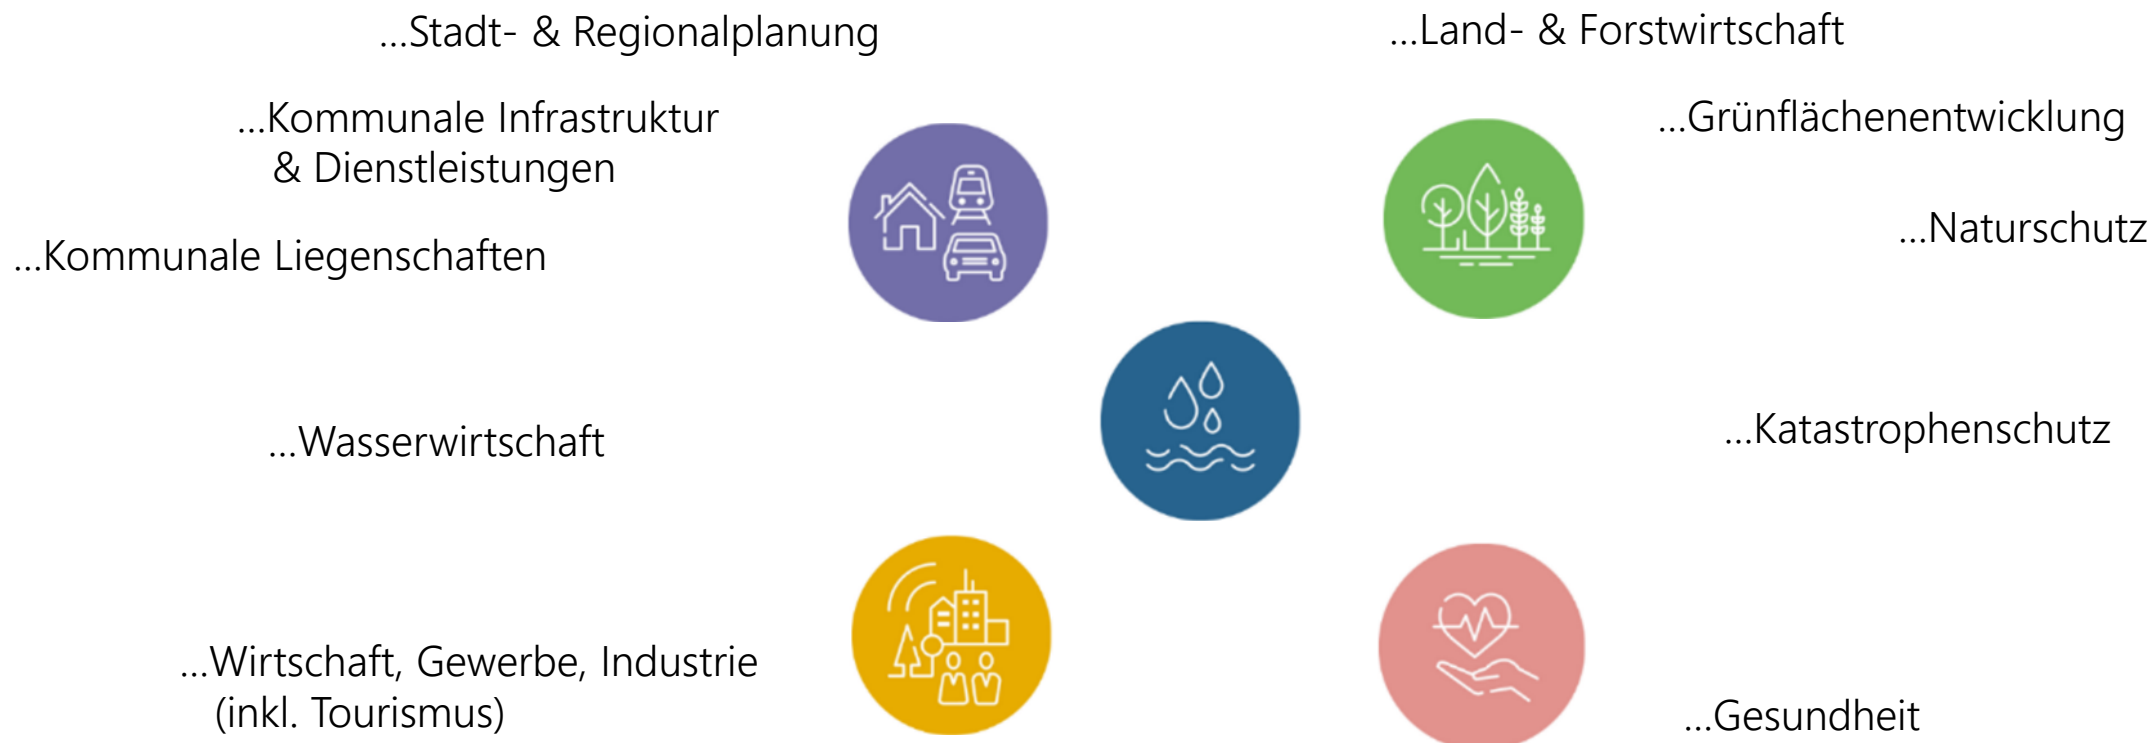 ...Stadt- & Regionalplanung
...Land- & Forstwirtschaft
...Kommunale Infrastruktur
& Dienstleistungen
...Grünflächenentwicklung
...Kommunale Liegenschaften
...Naturschutz
...Wasserwirtschaft
...Katastrophenschutz
...Wirtschaft, Gewerbe, Industrie
(inkl. Tourismus)
...Gesundheit